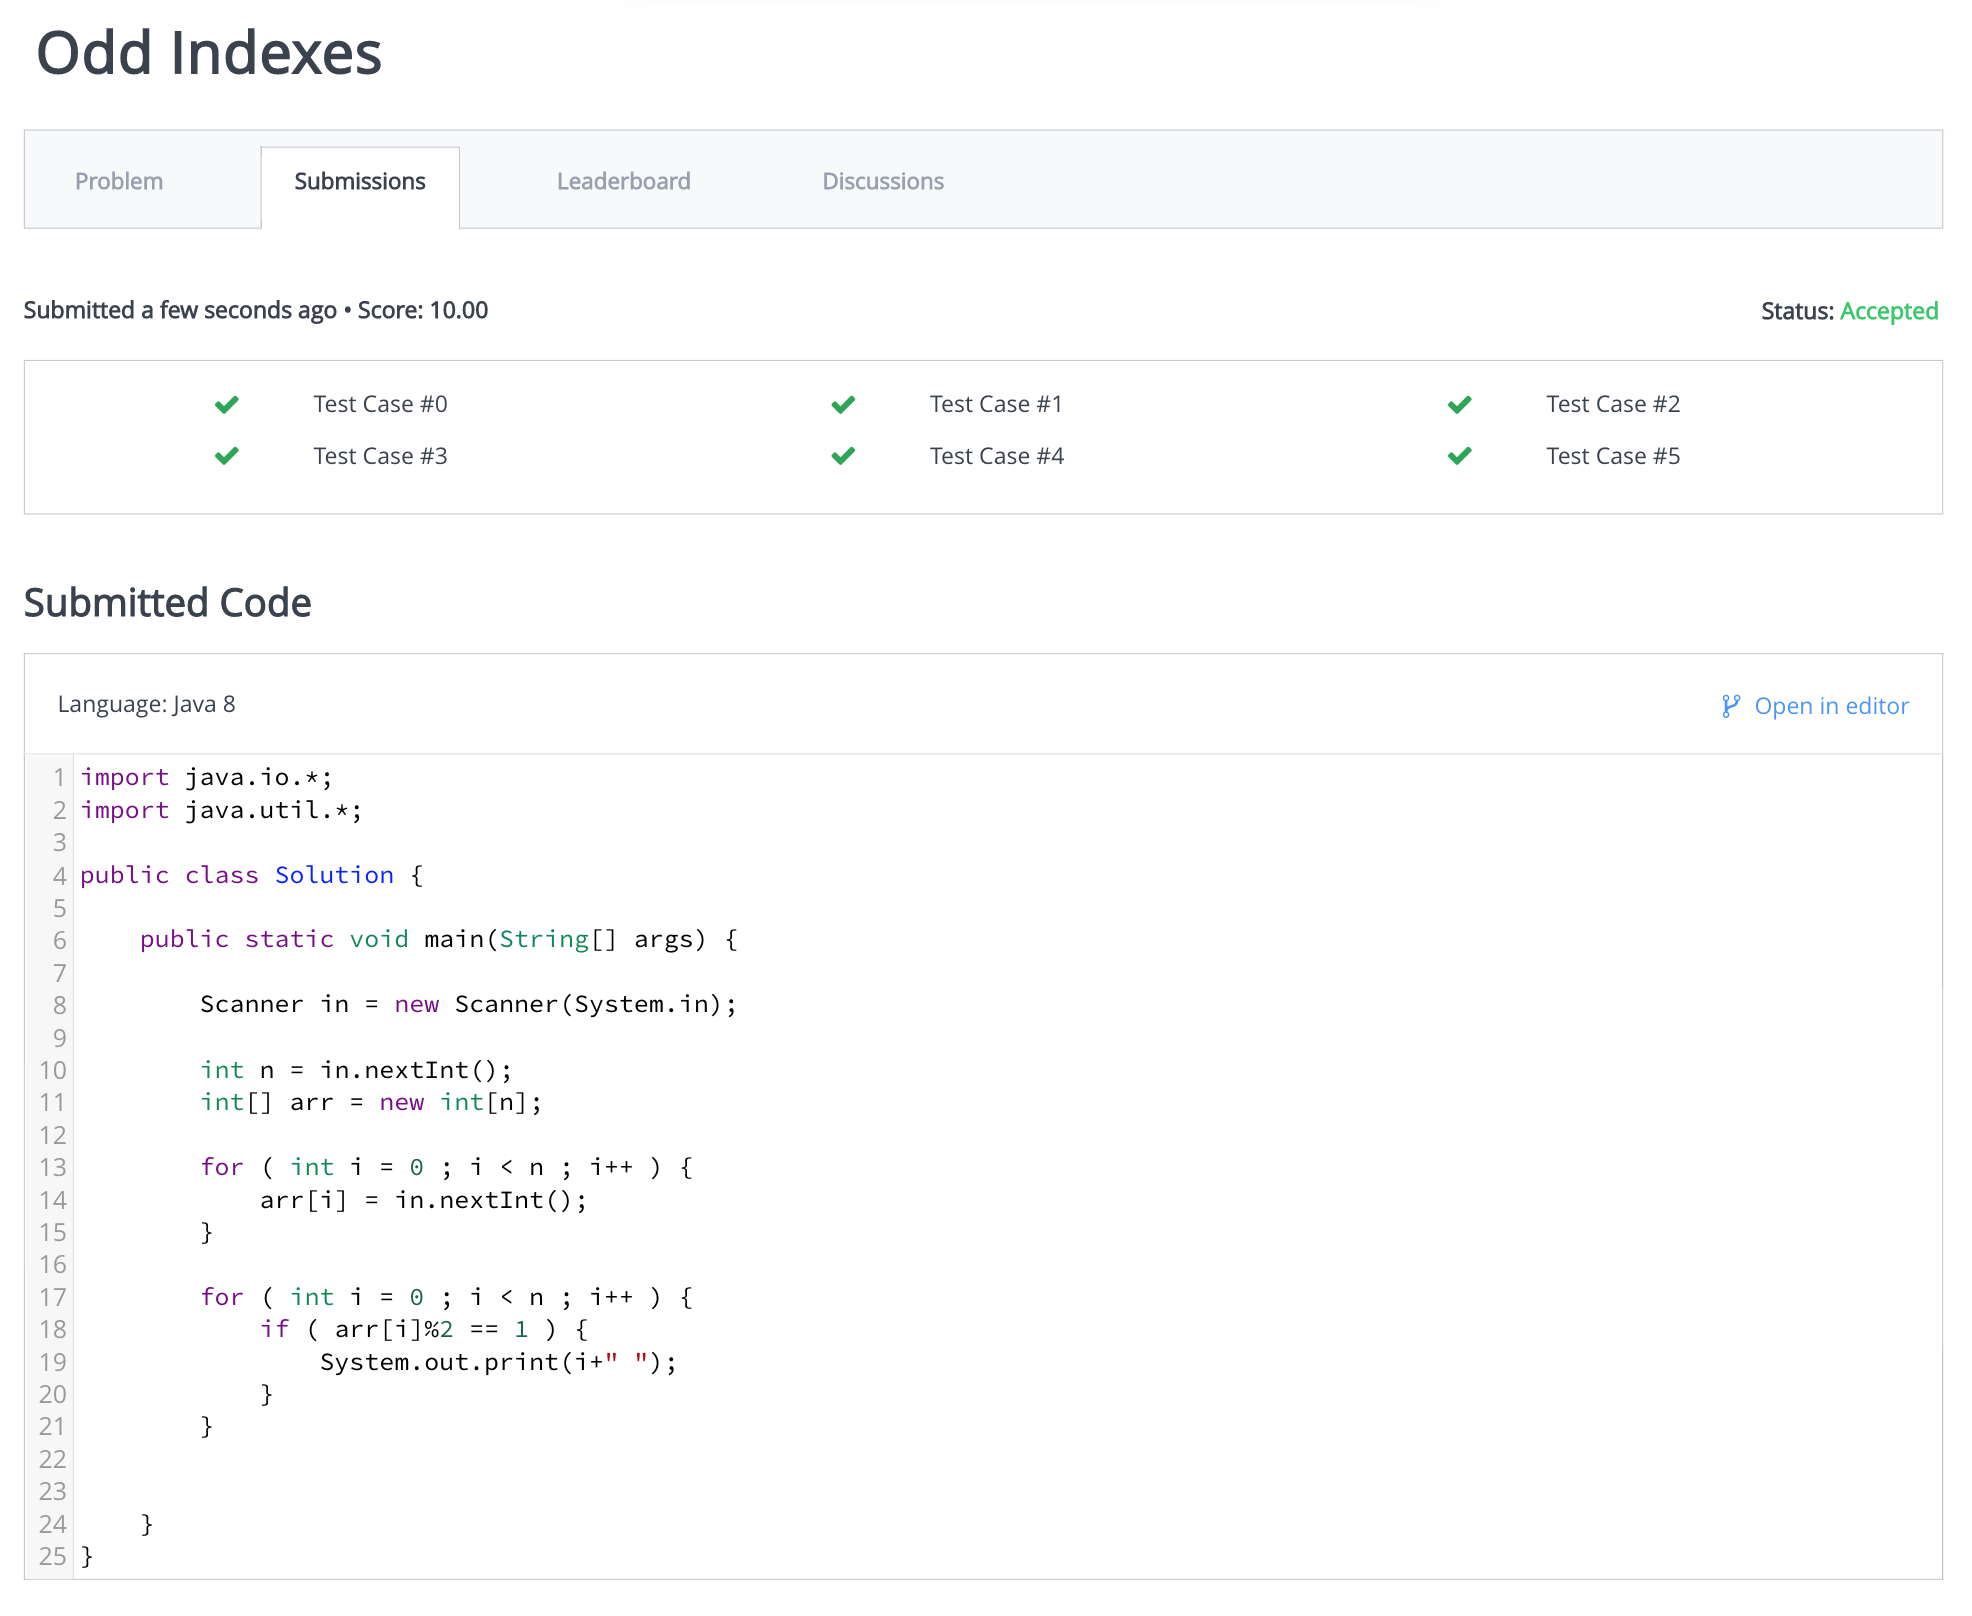 Odd Indexes
Problem Submissions Leaderboard Discussions
Submitted a few seconds ago • Score: 10.00 Status: Accepted
Test Case #0 Test Case #1 Test Case #2
Test Case #3 Test Case #4 Test Case #5
Submitted Code
Language: Java 8 Open in editor
1 import java.io.*;
2 import java.util.*;
3
4 public class Solution {
5
6     public static void main(String[] args) {
7
8         Scanner in = new Scanner(System.in);
9
10         int n = in.nextInt();
11         int[] arr = new int[n];
12
13         for ( int i = 0 ; i < n ; i++ ) {
14             arr[i] = in.nextInt();
15         }
16
17         for ( int i = 0 ; i < n ; i++ ) {
18             if ( arr[i]%2 == 1 ) {
19                 System.out.print(i+" ");
20             }
21         }
22
23
24     }
25 }